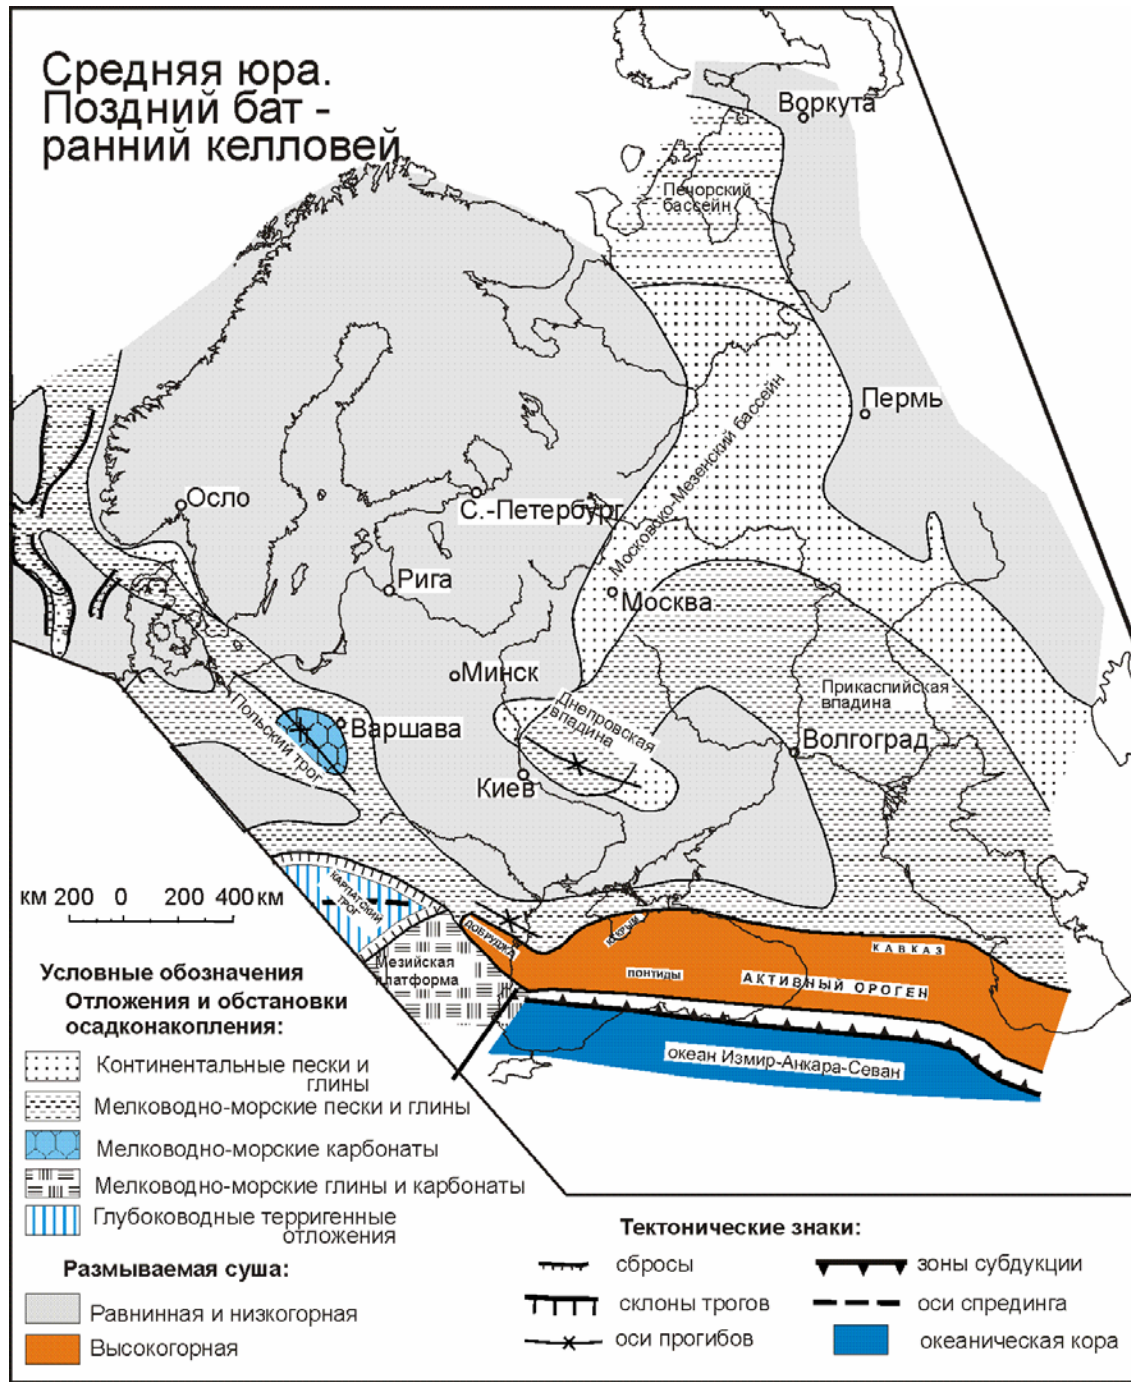 Средняя юра.
Поздний бат -
ранний келловей
Воркута
Печорский
бассейн
Пермь
Московско-Мезенский бассейн
Осло
С.-Петербург
Рига
Москва
Минск
Прикаспийская
впадина
Днепровская
впадина
Польский трог
Варшава
Волгоград
Киев
КАРПАТСКИЙ
ТРОГ
км 200 0 200 400 км
ДОБРУДЖА
КАВКАЗ
Мезийская
платформа
ПОНТИДЫ
АКТИВНЫЙ ОРОГЕН
океан Измир-Анкара-Севан
Условные обозначения
Отложения и обстановки
осадконакопления:
Континентальные пески и
глины
Мелководно-морские пески и глины
Мелководно-морские карбонаты
Мелководно-морские глины и карбонаты
Глубоководные терригенные
отложения
Размываемая суша:
Равнинная и низкогорная
Высокогорная
Тектонические знаки:
сбросы
склоны трогов
оси прогибов
зоны субдукции
оси спрединга
океаническая кора